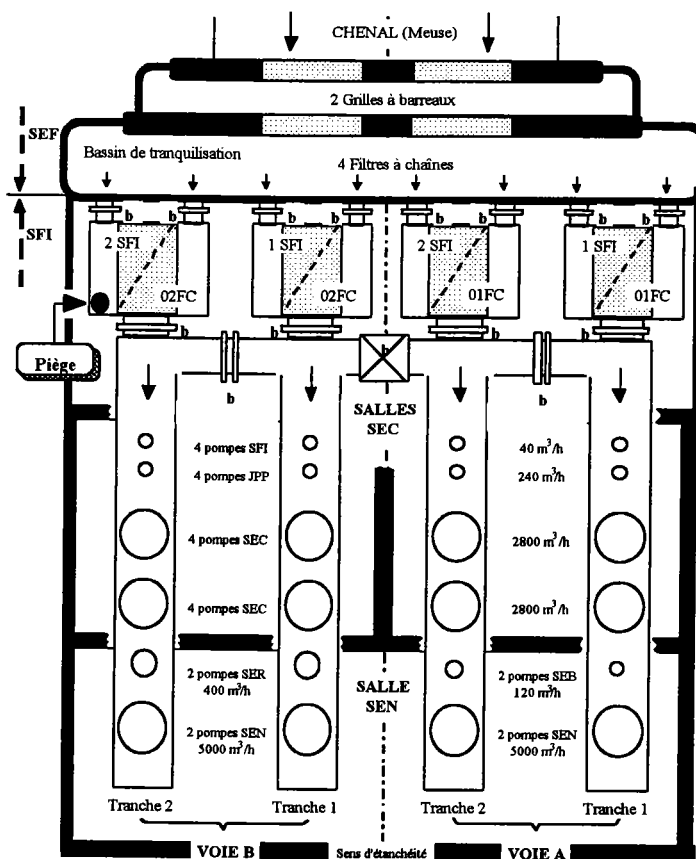 CHENAL (Meuse)
2 Grilles à barreaux
SEF
Bassin de tranquilisation
4 Filtres à chaînes
SFI
b b b b b b b b
2 SFI 1 SFI 2 SFI 1 SFI
02FC 02FC 01FC 01FC
b b b b b
Piège
b b
SALLES
SEC
4 pompes SFI 40 m³/h
4 pompes JPP 240 m³/h
4 pompes SEC 2800 m³/h
4 pompes SEC 2800 m³/h
2 pompes SER 2 pompes SEB
400 m³/h 120 m³/h
SALLE
SEN
2 pompes SEN 2 pompes SEN
5000 m³/h 5000 m³/h
Tranche 2 Tranche 1 Tranche 2 Tranche 1
VOIE B Sens d'étanchéité VOIE A